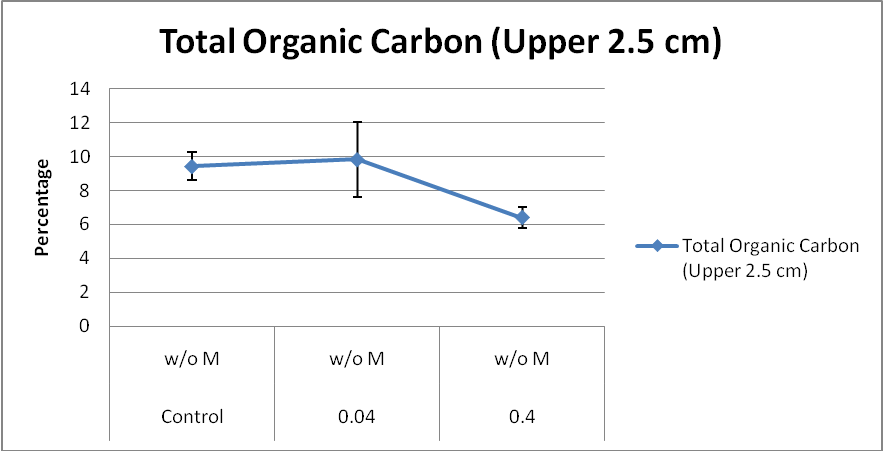 Total Organic Carbon (Upper 2.5 cm)
14
12
10
8
6
4
2
0
Percentage
w/o M w/o M w/o M
Control 0.04 0.4
Total Organic Carbon
(Upper 2.5 cm)